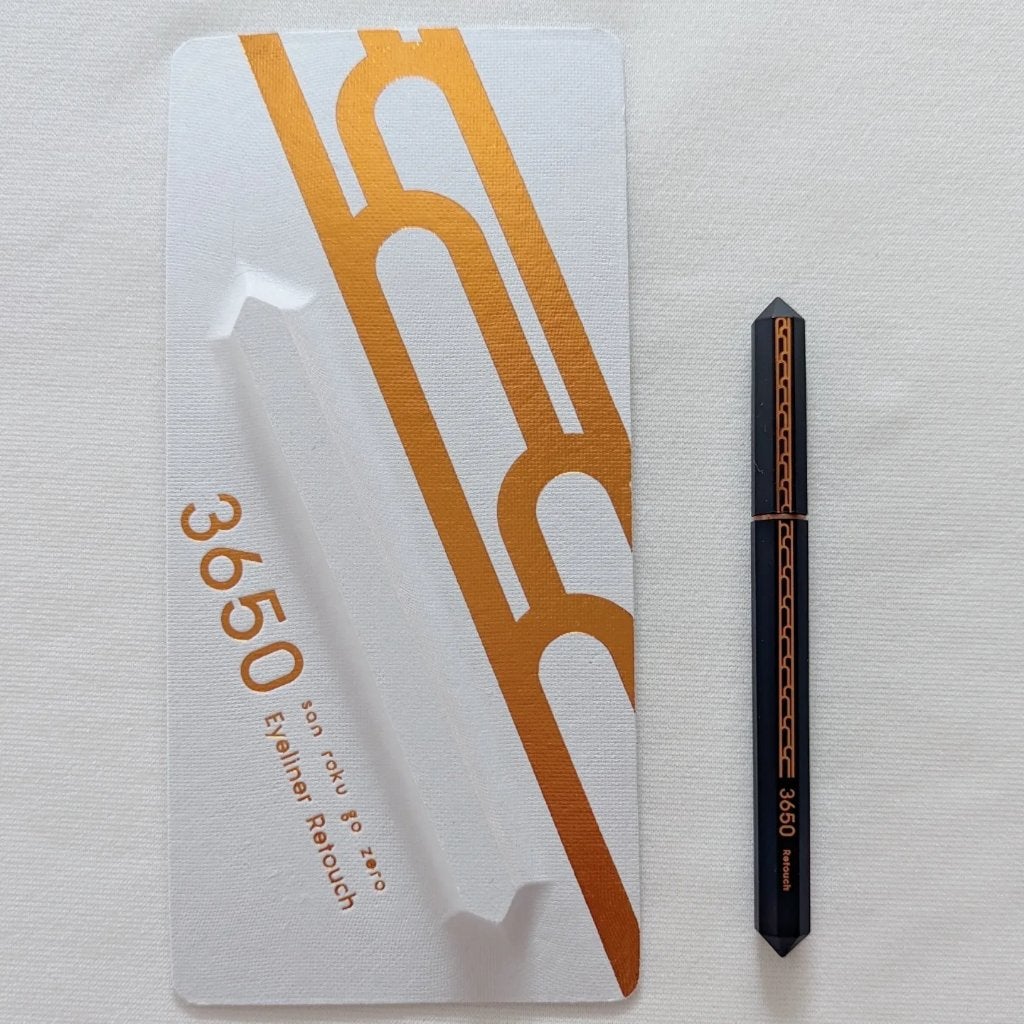 3650
san roku go zero
Eyeliner Retouch
3650
Retouch